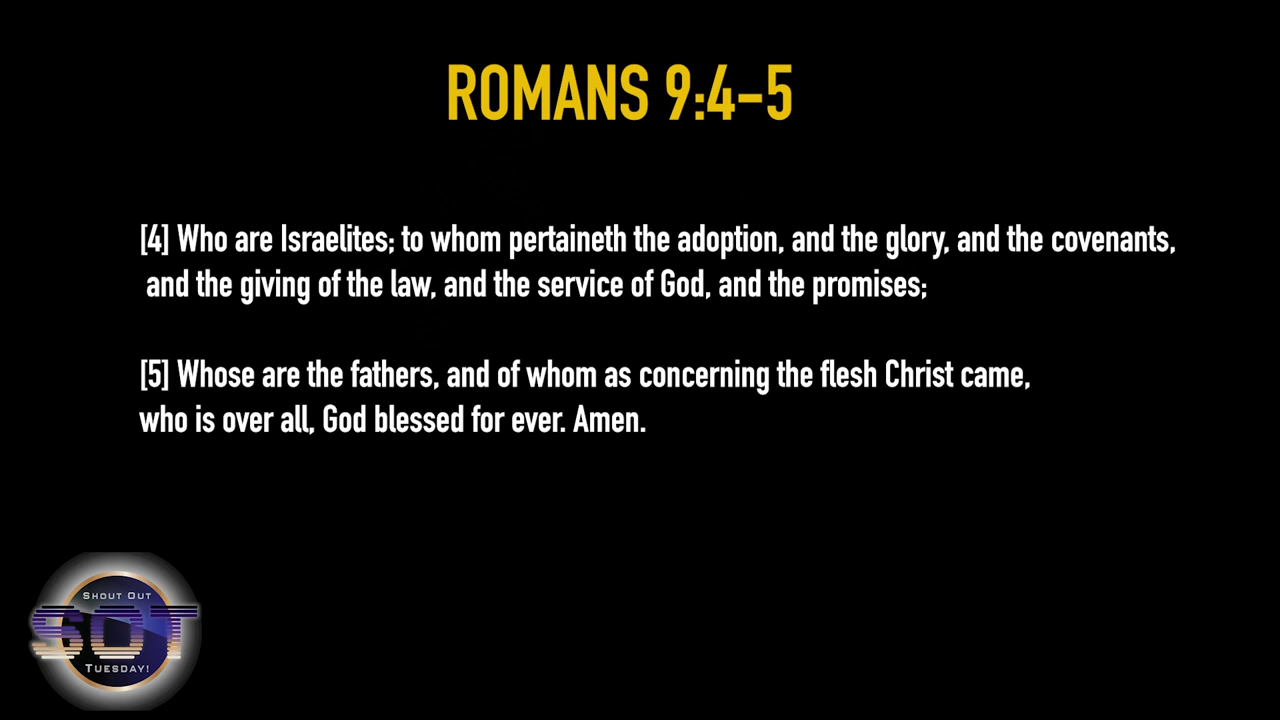 ROMANS 9:4-5
[4] Who are Israelites; to whom pertaineth the adoption, and the glory, and the covenants,
and the giving of the law, and the service of God, and the promises;
[5] Whose are the fathers, and of whom as concerning the flesh Christ came,
who is over all, God blessed for ever. Amen.
SHOUT OUT
SOT
TUESDAY!